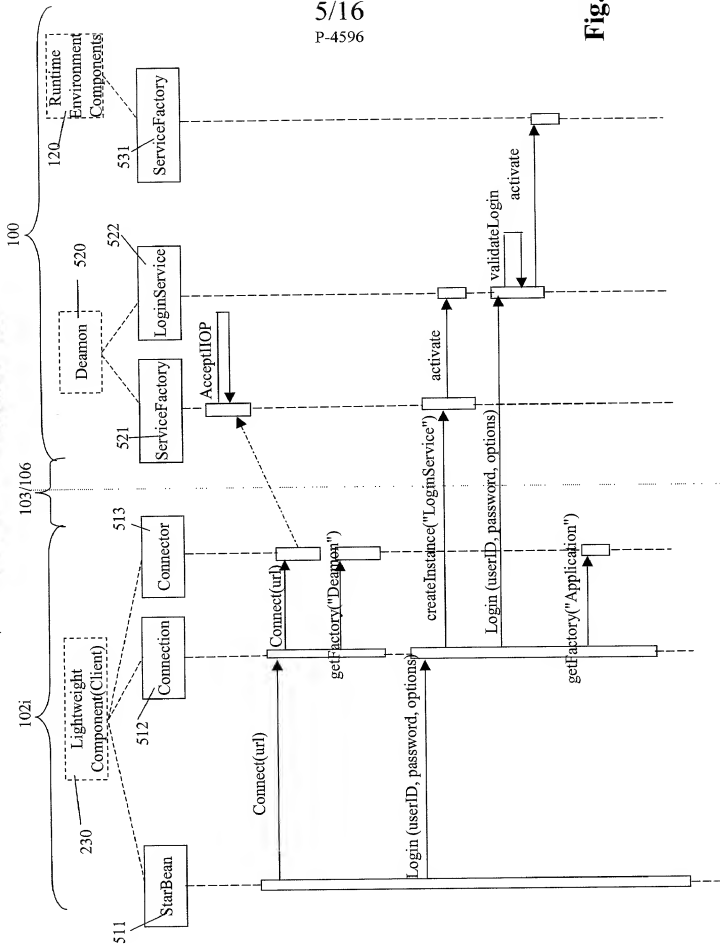 5/16
P-4596
Fig.
102i
103/106
100
230
Lightweight
Component(Client)
Deamon
520
120
Runtime
Environment
Components
511
StarBean
512
Connection
513
Connector
521
ServiceFactory
522
LoginService
531
ServiceFactory
Connect(url)
Connect(url)
AcceptIIOP
getFactory("Deamon")
Login (userID, password, options)
createInstance("LoginService")
activate
Login (userID, password, options)
validateLogin
activate
getFactory("Application")